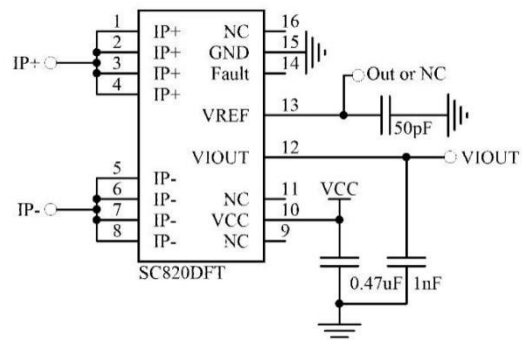 1 IP+ NC 16
2 IP+ GND 15
IP+ 3 IP+ Fault 14
4 IP+
Out or NC
VREF 13
50pF
VIOUT 12 VIOUT
5 IP-
6 IP- NC 11 VCC
IP- 7 IP- VCC 10
8 IP- NC 9
SC820DFT
0.47uF 1nF